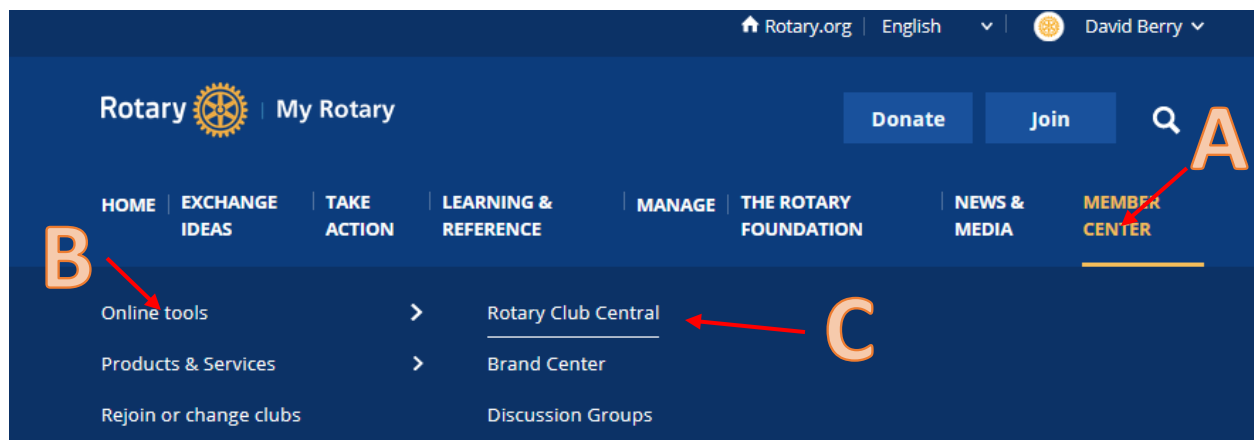 Rotary.org English David Berry
Rotary My Rotary
Donate Join
A
HOME EXCHANGE IDEAS TAKE ACTION LEARNING & REFERENCE MANAGE THE ROTARY FOUNDATION NEWS & MEDIA MEMBER CENTER
B
Online tools
Rotary Club Central
C
Products & Services
Brand Center
Rejoin or change clubs
Discussion Groups